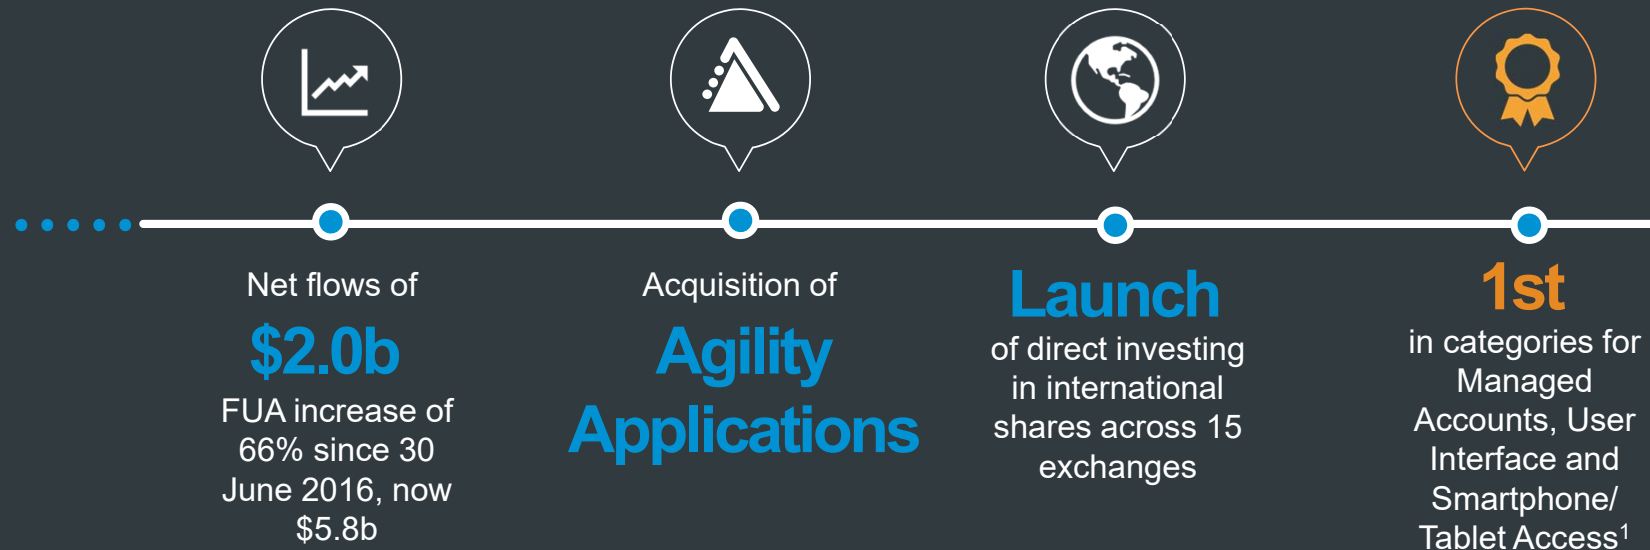 Net flows of
$2.0b
FUA increase of
66% since 30
June 2016, now
$5.8b
Acquisition of
Agility
Applications
Launch
of direct investing
in international
shares across 15
exchanges
1st
in categories for
Managed
Accounts, User
Interface and
Smartphone/
Tablet Access¹